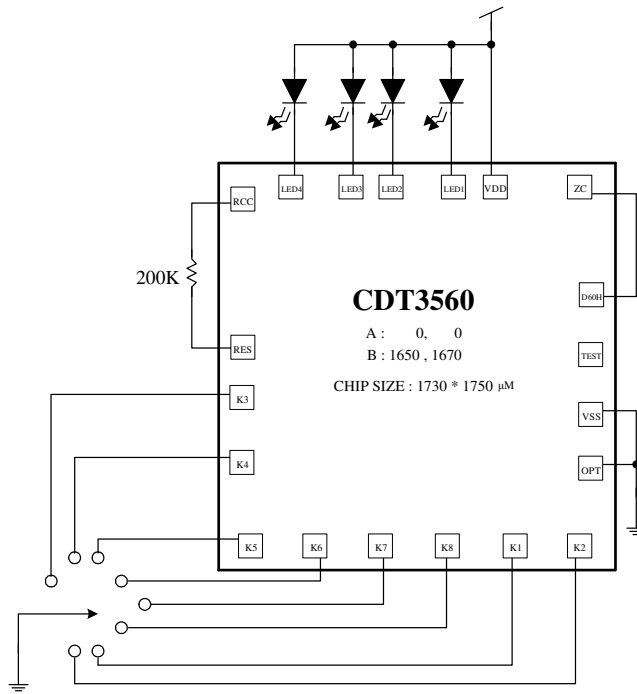 LED4
LED3
LED2
LED1
VDD
ZC
RCC
200K
D60H
CDT3560
A : 0, 0
B : 1650 , 1670
CHIP SIZE : 1730 * 1750 μM
RES
TEST
K3
VSS
K4
OPT
K5
K6
K7
K8
K1
K2